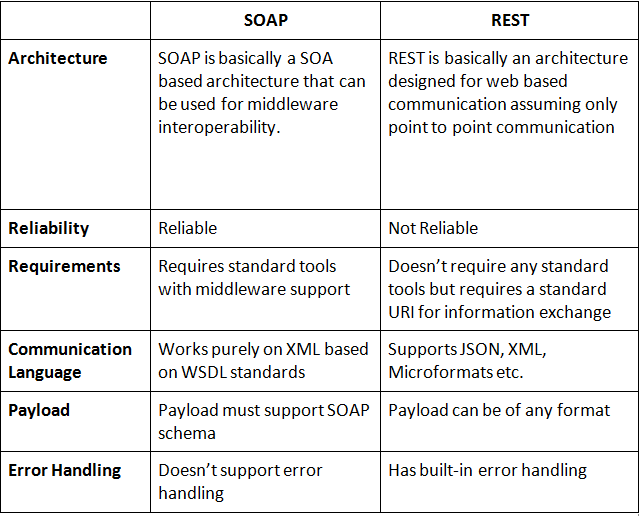 SOAP REST
Architecture SOAP is basically a SOA REST is basically an architecture
based architecture that can designed for web based
be used for middleware communication assuming only
interoperability. point to point communication
Reliability Reliable Not Reliable
Requirements Requires standard tools Doesn’t require any standard
with middleware support tools but requires a standard
URI for information exchange
Communication Works purely on XML based Supports JSON, XML,
Language on WSDL standards Microformats etc.
Payload Payload must support SOAP Payload can be of any format
schema
Error Handling Doesn’t support error Has built-in error handling
handling